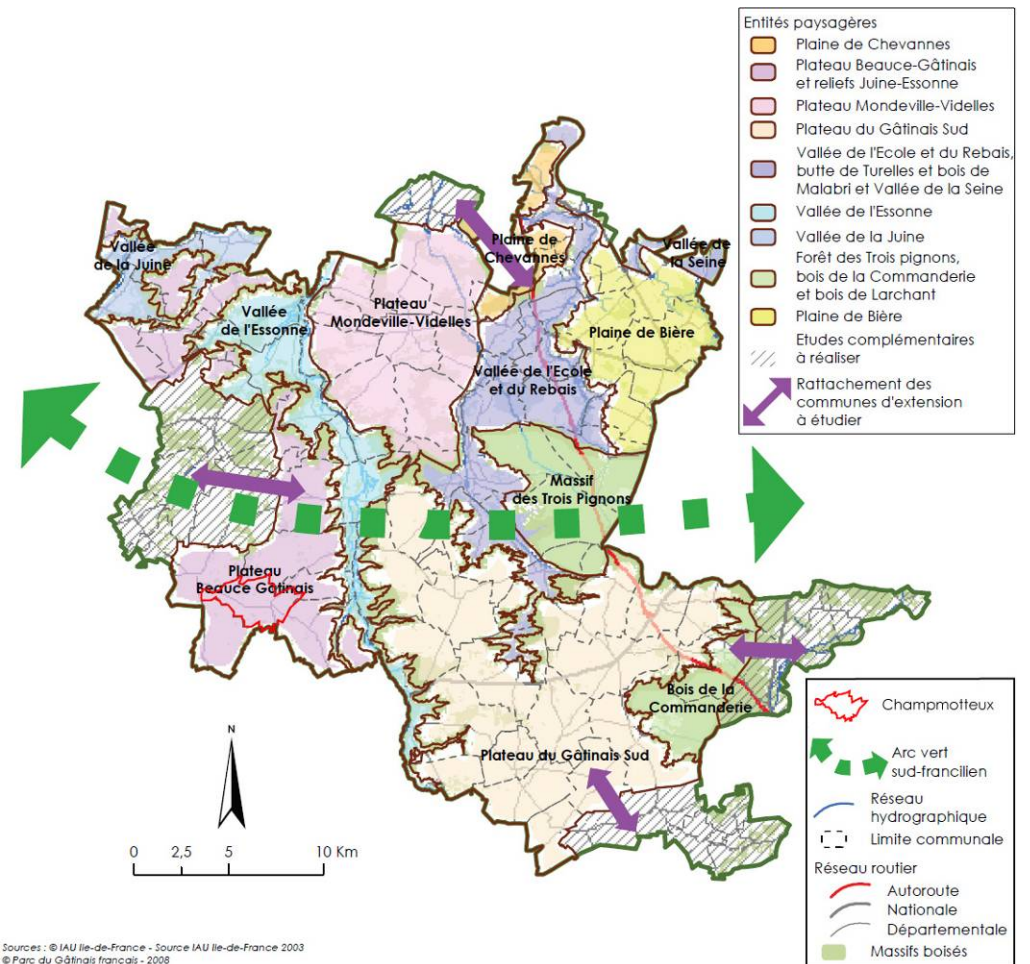 Entités paysagères
Plaine de Chevannes
Plateau Beauce-Gâtinais
et reliefs Juine-Essonne
Plateau Mondeville-Videlles
Plateau du Gâtinais Sud
Vallée de l'Ecole et du Rebais,
butte de Turelles et bois de
Malabri et Vallée de la Seine
Vallée de l'Essonne
Vallée de la Juine
Forêt des Trois pignons,
bois de la Commanderie
et bois de Larchant
Plaine de Bière
Etudes complémentaires
à réaliser
Rattachement des
communes d'extension
à étudier
Vallée
de la Juine
Plaine de
Chevannes
Vallée de
la Seine
Vallée
de l'Essonne
Plateau
Mondeville-Videlles
Plaine de Bière
Vallée de l'Ecole
et du Rebais
Massif
des Trois Pignons
Plateau
Beauce Gâtinais
Bois de la
Commanderie
Plateau du Gâtinais Sud
N
0 2,5 5 10 Km
Champmotteux
Arc vert
sud-francilien
Réseau
hydrographique
Limite communale
Réseau routier
Autoroute
Nationale
Départementale
Massifs boisés
Sources : © IAU Ile-de-France - Source IAU Ile-de-France 2003
© Parc du Gâtinais français - 2008